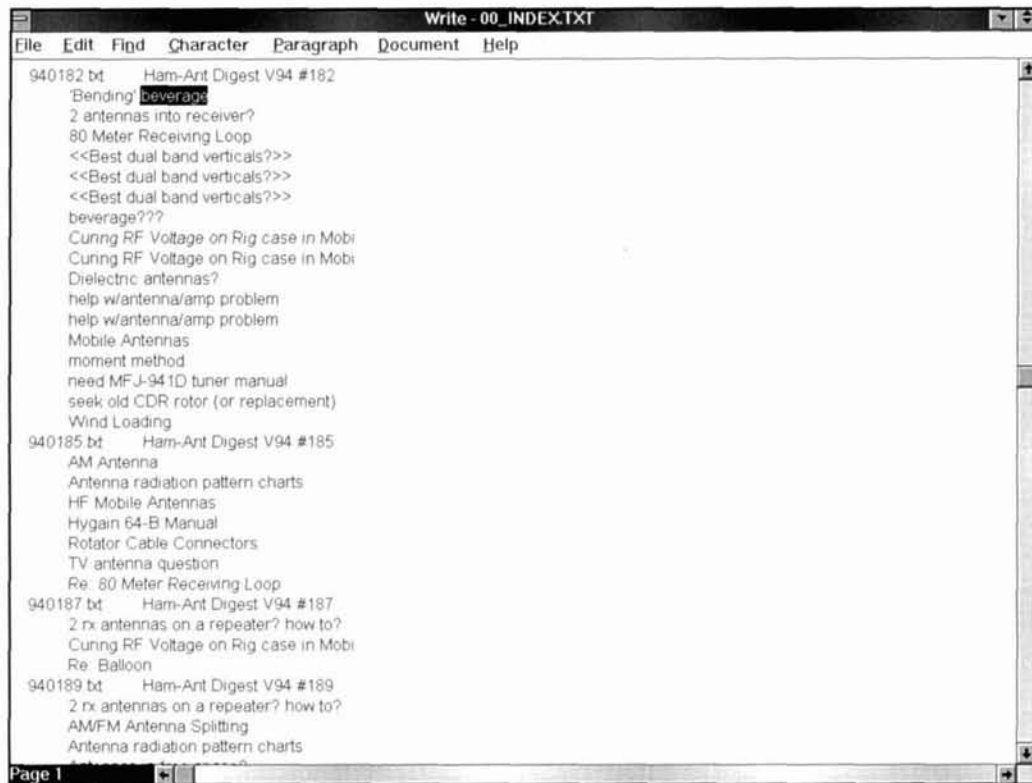 Write - 00_INDEX.TXT
File Edit Find Character Paragraph Document Help
940182 txt Ham-Ant Digest V94 #182
'Bending' beverage
2 antennas into receiver?
80 Meter Receiving Loop
<<Best dual band verticals?>>
<<Best dual band verticals?>>
<<Best dual band verticals?>>
beverage???
Curing RF Voltage on Rig case in Mobi
Curing RF Voltage on Rig case in Mobi
Dielectric antennas?
help w/antenna/amp problem
help w/antenna/amp problem
Mobile Antennas
moment method
need MFJ-941D tuner manual
seek old CDR rotor (or replacement)
Wind Loading
940185 txt Ham-Ant Digest V94 #185
AM Antenna
Antenna radiation pattern charts
HF Mobile Antennas
Hygain 64-B Manual
Rotator Cable Connectors
TV antenna question
Re: 80 Meter Receiving Loop
940187 txt Ham-Ant Digest V94 #187
2 rx antennas on a repeater? how to?
Curing RF Voltage on Rig case in Mobi
Re: Balloon
940189 txt Ham-Ant Digest V94 #189
2 rx antennas on a repeater? how to?
AM/FM Antenna Splitting
Antenna radiation pattern charts
Page 1